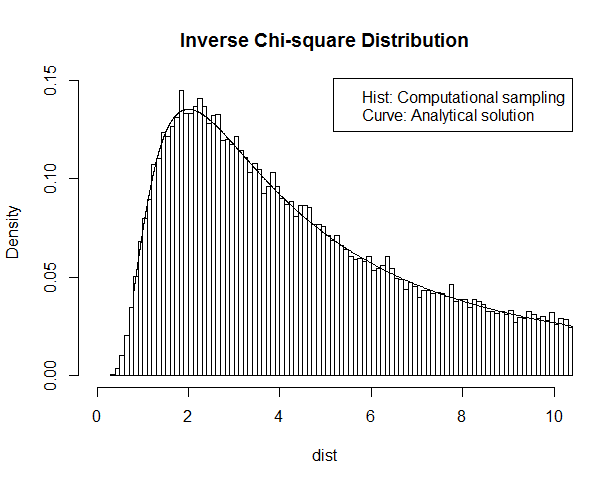 Inverse Chi-square Distribution
Hist: Computational sampling
Curve: Analytical solution
Density
0.15
0.10
0.05
0.00
0 2 4 6 8 10
dist